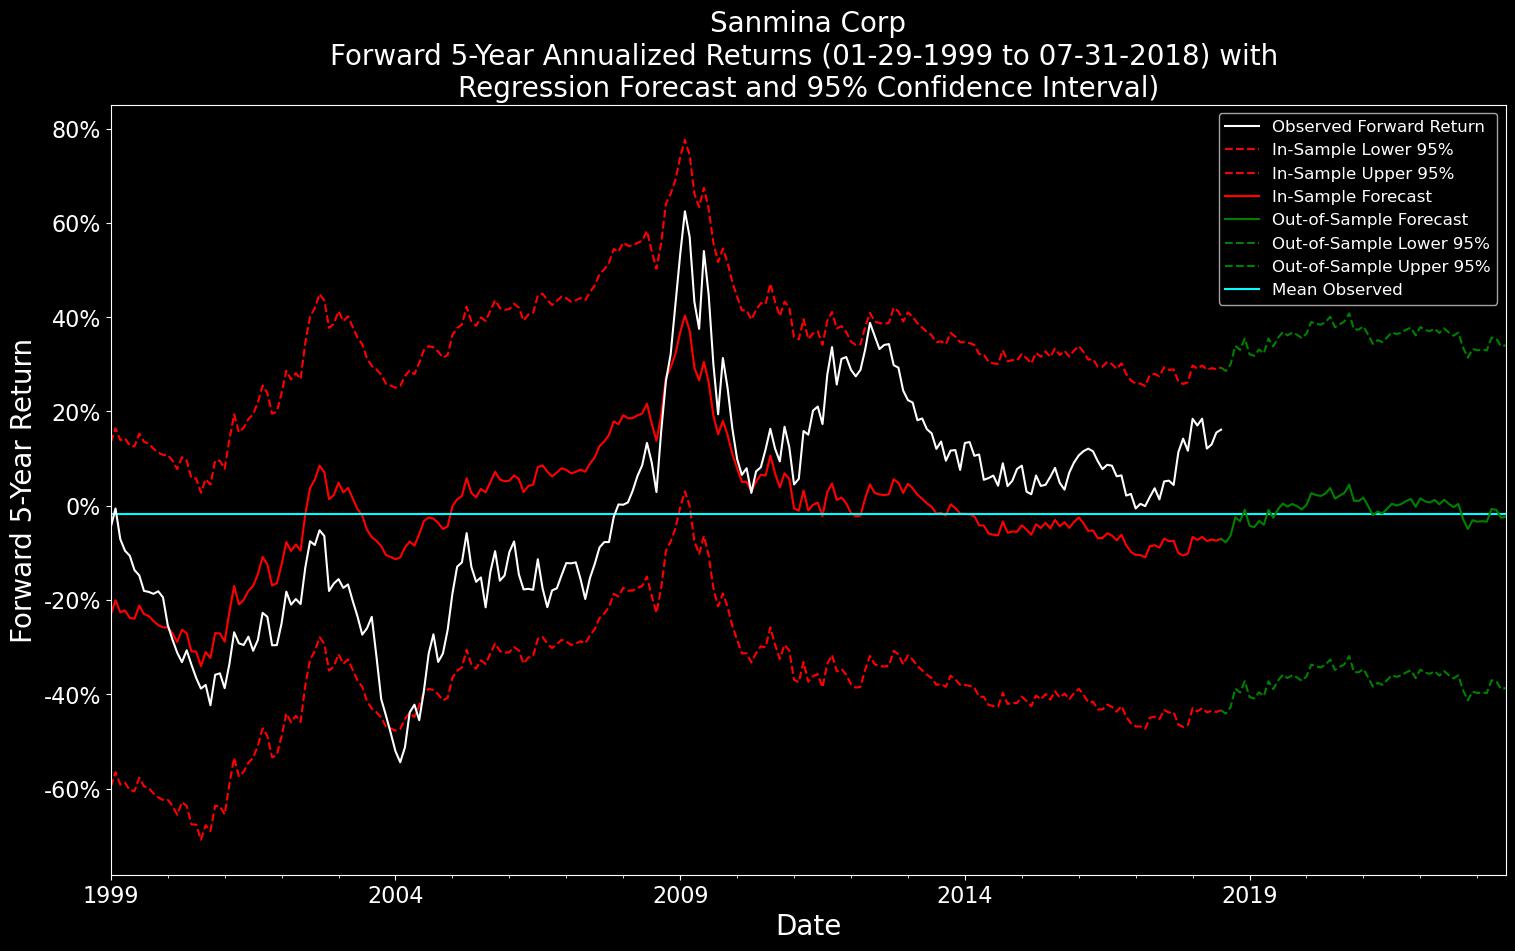 Sanmina Corp
Forward 5-Year Annualized Returns (01-29-1999 to 07-31-2018) with
Regression Forecast and 95% Confidence Interval)
Observed Forward Return
In-Sample Lower 95%
In-Sample Upper 95%
In-Sample Forecast
Out-of-Sample Forecast
Out-of-Sample Lower 95%
Out-of-Sample Upper 95%
Mean Observed
Forward 5-Year Return
80%
60%
40%
20%
0%
-20%
-40%
-60%
1999
2004
2009
2014
2019
Date